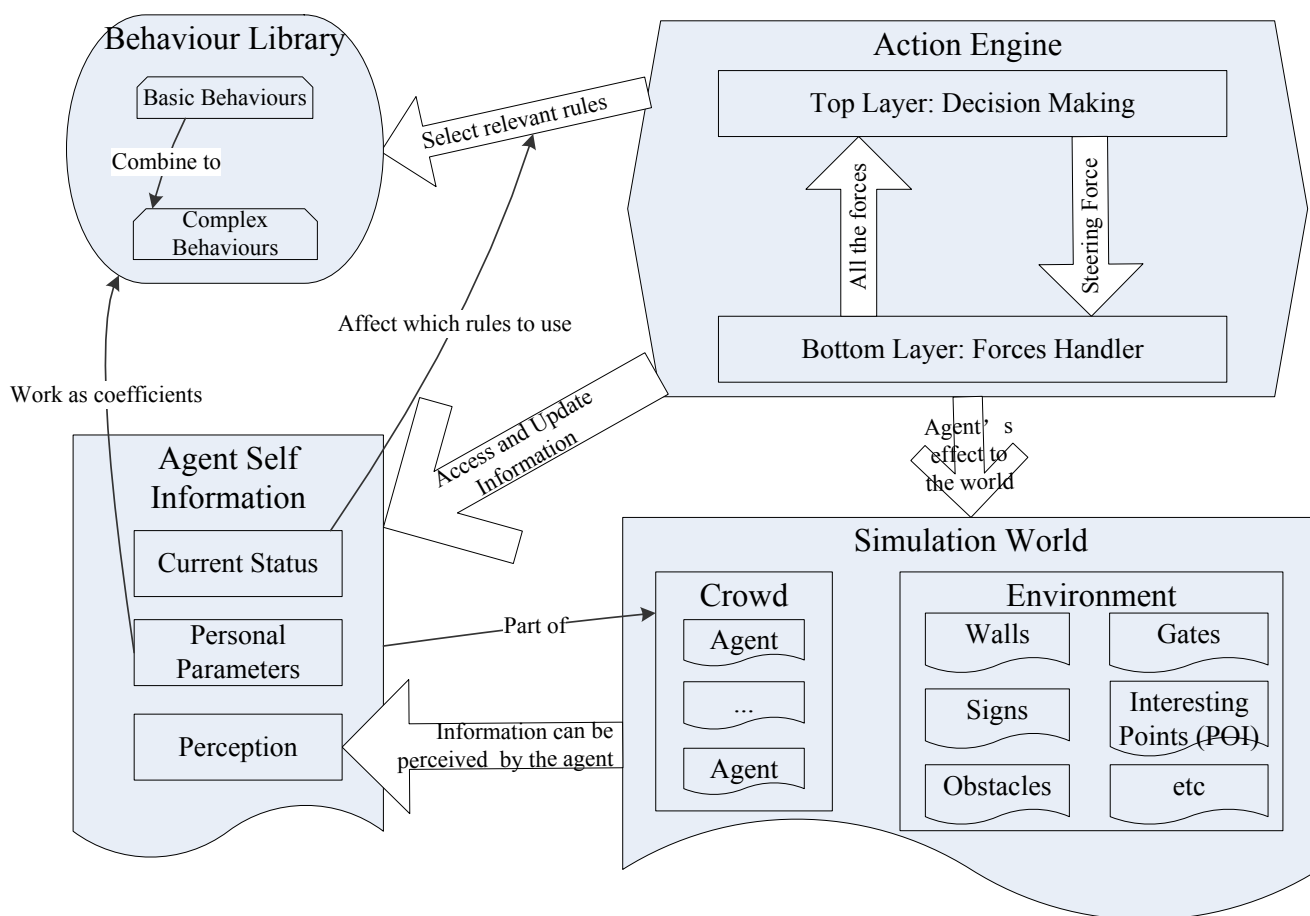 Behaviour Library
Basic Behaviours
Combine to
Complex
Behaviours
Select relevant rules
Action Engine
Top Layer: Decision Making
All the forces
Steering Force
Bottom Layer: Forces Handler
Affect which rules to use
Work as coefficients
Access and Update
Information
Agent’s
effect to
the world
Agent Self
Information
Current Status
Personal
Parameters
Perception
Part of
Information can be
perceived by the agent
Simulation World
Crowd
Agent
...
Agent
Environment
Walls
Gates
Signs
Interesting
Points (POI)
Obstacles
etc